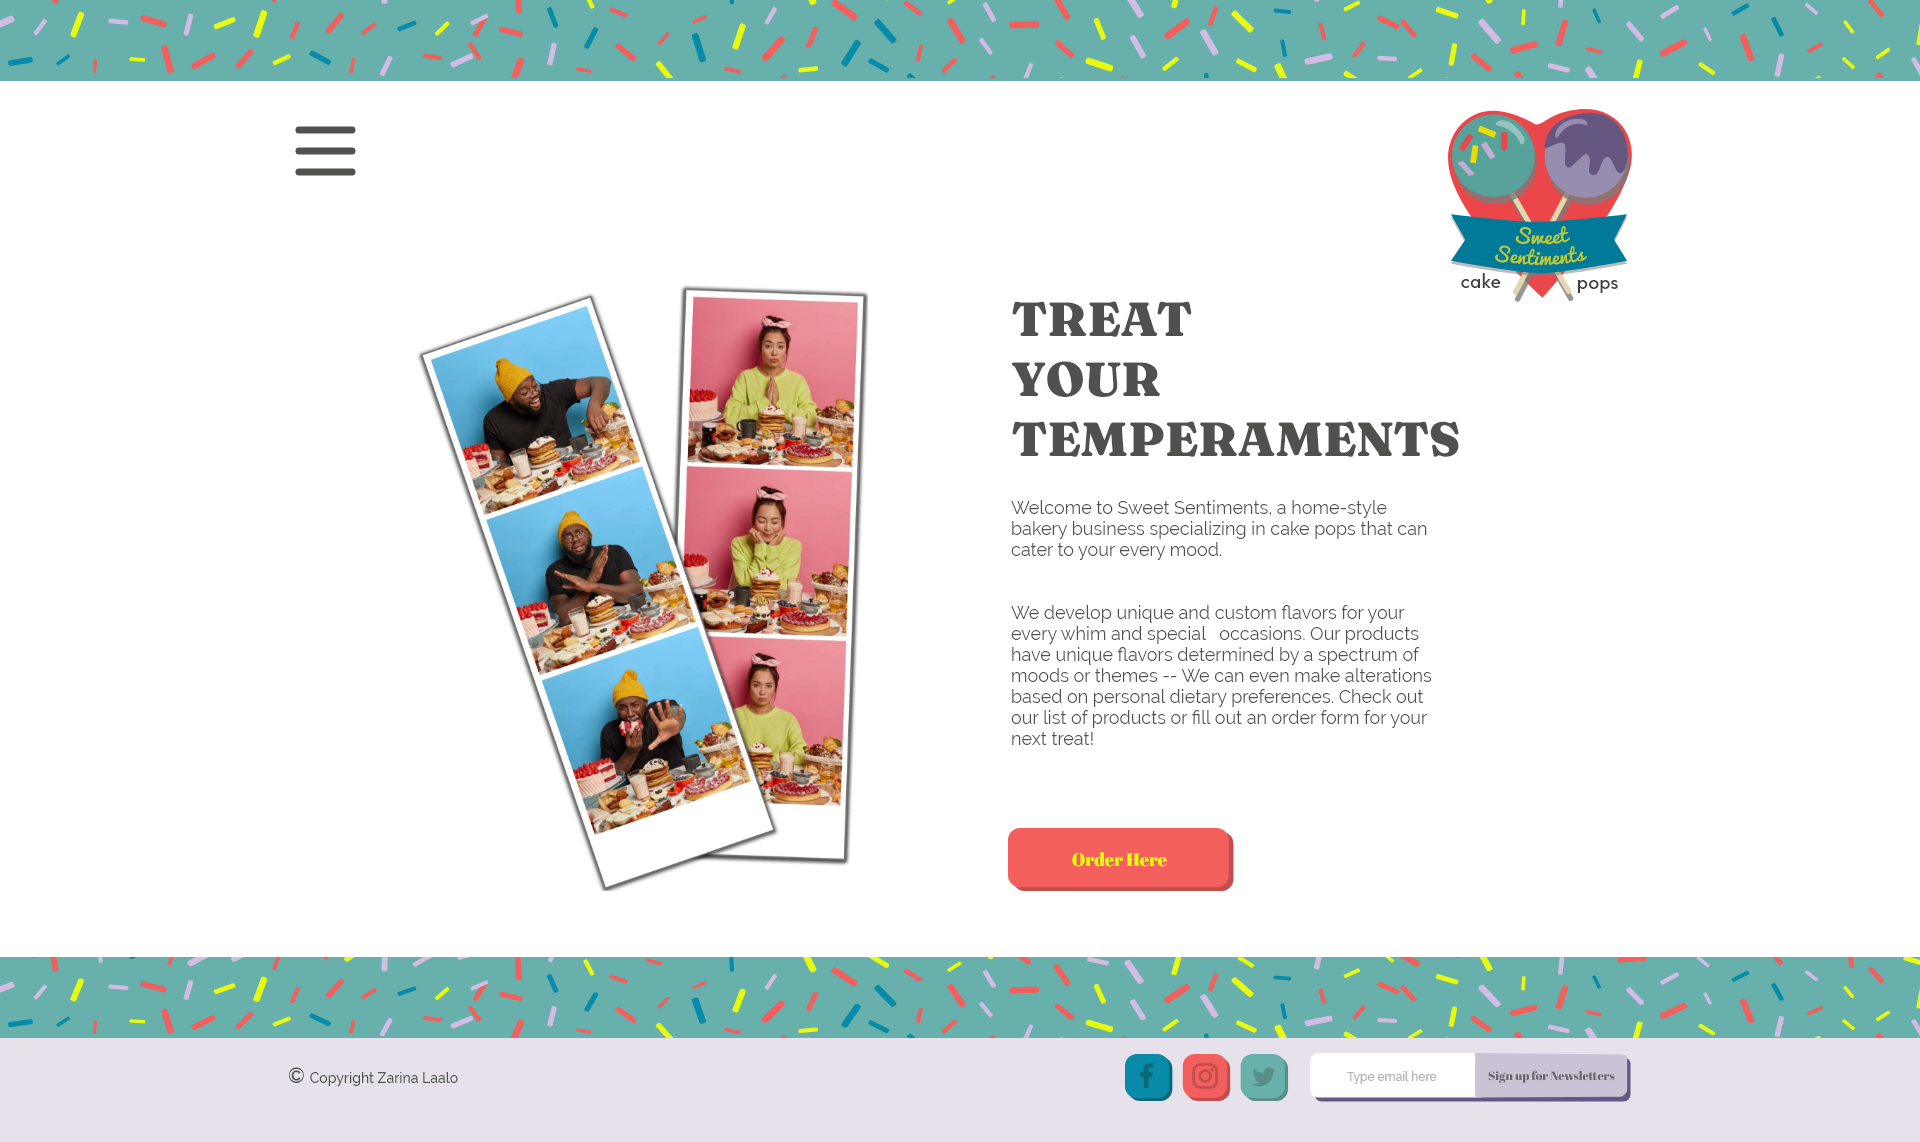 Sweet
Sentiments
cake pops
TREAT
YOUR
TEMPERAMENTS
Welcome to Sweet Sentiments, a home-style
bakery business specializing in cake pops that can
cater to your every mood.
We develop unique and custom flavors for your
every whim and special occasions. Our products
have unique flavors determined by a spectrum of
moods or themes -- We can even make alterations
based on personal dietary preferences. Check out
our list of products or fill out an order form for your
next treat!
Order Here
© Copyright Zarina Laalo
Type email here
Sign up for Newsletters